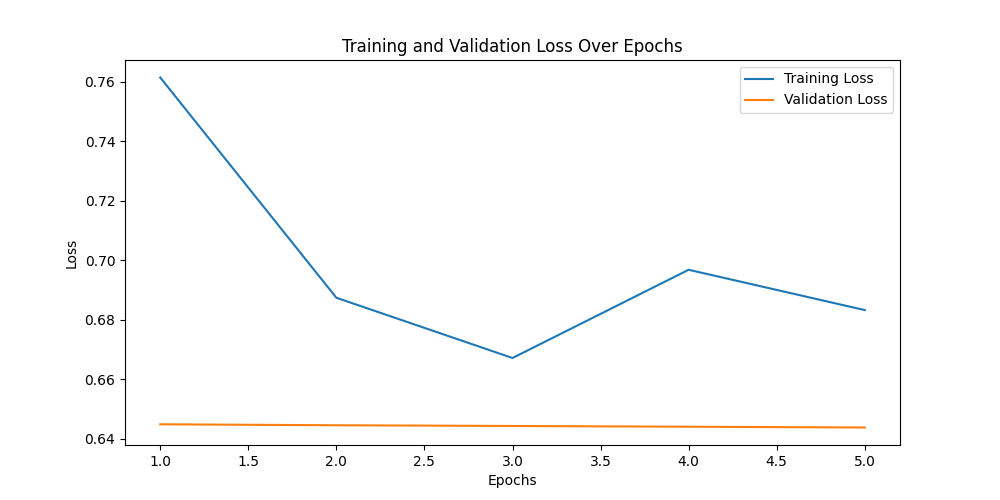 Training and Validation Loss Over Epochs
Training Loss
Validation Loss
0.76
0.74
0.72
0.70
0.68
0.66
0.64
Loss
1.0 1.5 2.0 2.5 3.0 3.5 4.0 4.5 5.0
Epochs